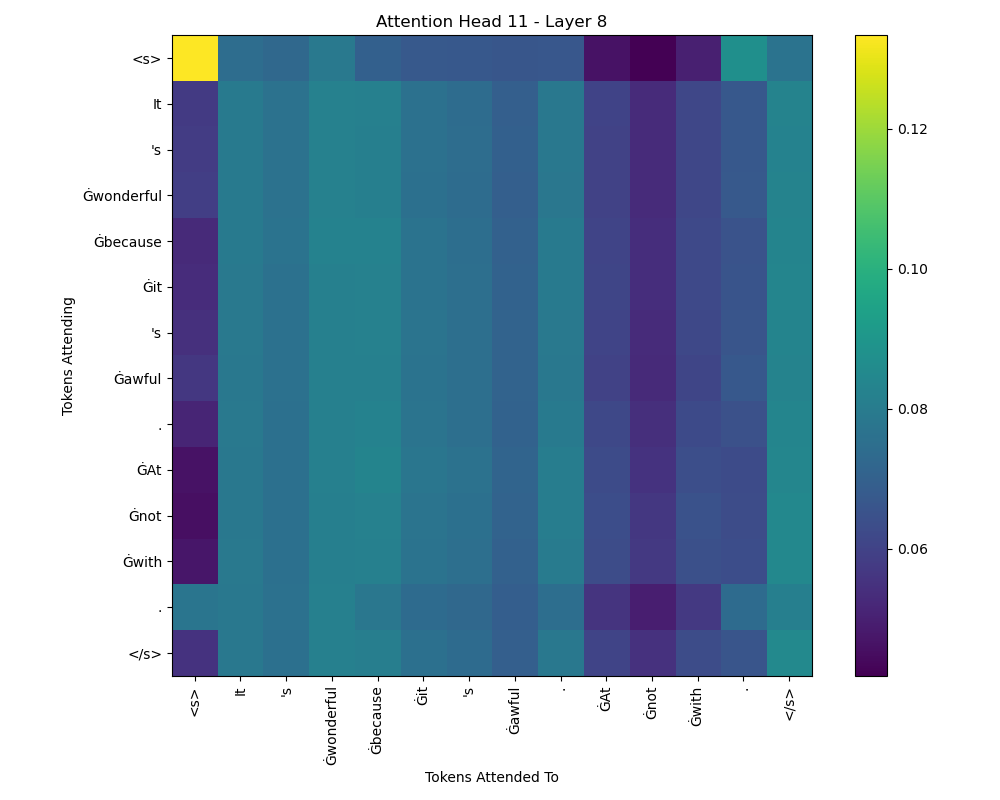 Attention Head 11 - Layer 8
<s>
It
's
Ġwonderful
Ġbecause
Ġit
's
Ġawful
.
ĠAt
Ġnot
Ġwith
.
</s>
Tokens Attending
<s>
It
's
Ġwonderful
Ġbecause
Ġit
's
Ġawful
.
ĠAt
Ġnot
Ġwith
.
</s>
Tokens Attended To
0.12
0.10
0.08
0.06